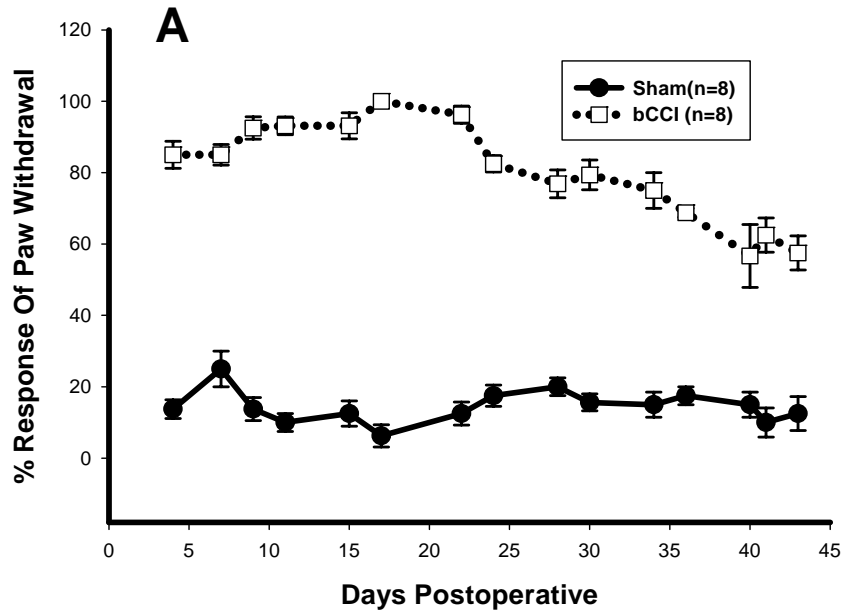 A
120
100
80
60
40
20
0
% Response Of Paw Withdrawal
Sham(n=8)
bCCI (n=8)
0 5 10 15 20 25 30 35 40 45
Days Postoperative